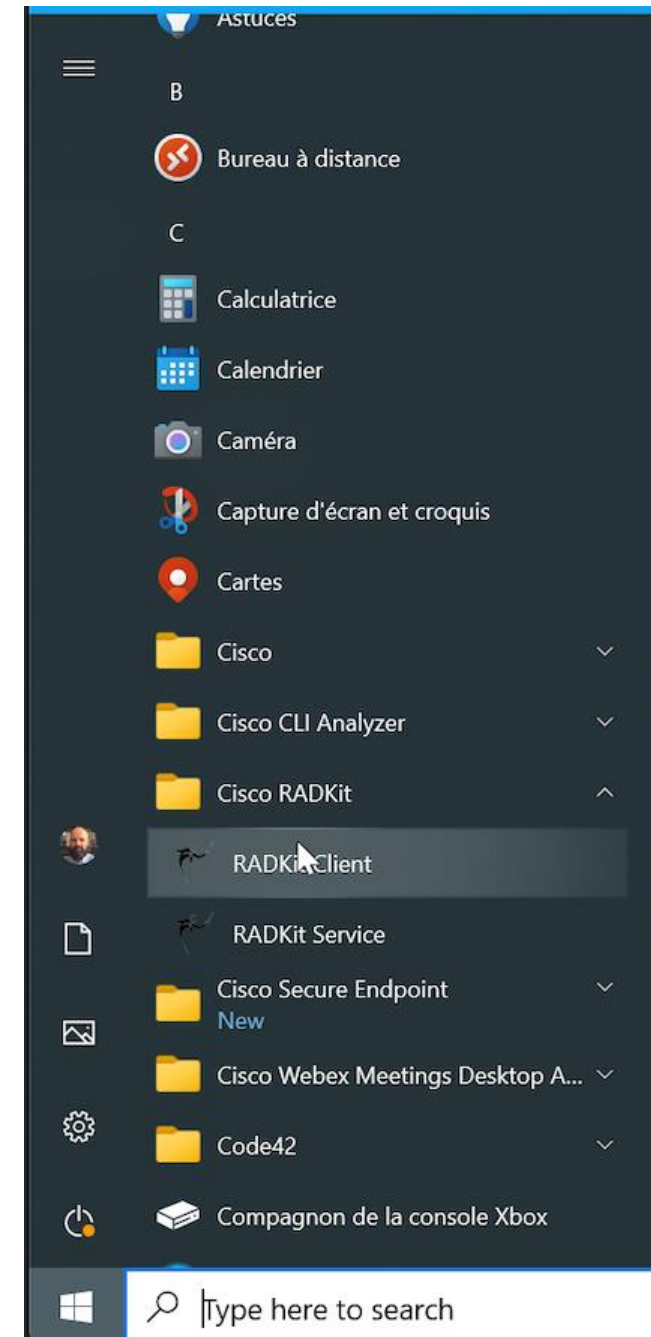 Astuces
B
Bureau à distance
C
Calculatrice
Calendrier
Caméra
Capture d'écran et croquis
Cartes
Cisco
Cisco CLI Analyzer
Cisco RADKit
RADKit Client
RADKit Service
Cisco Secure Endpoint
New
Cisco Webex Meetings Desktop A...
Code42
Compagnon de la console Xbox
Type here to search